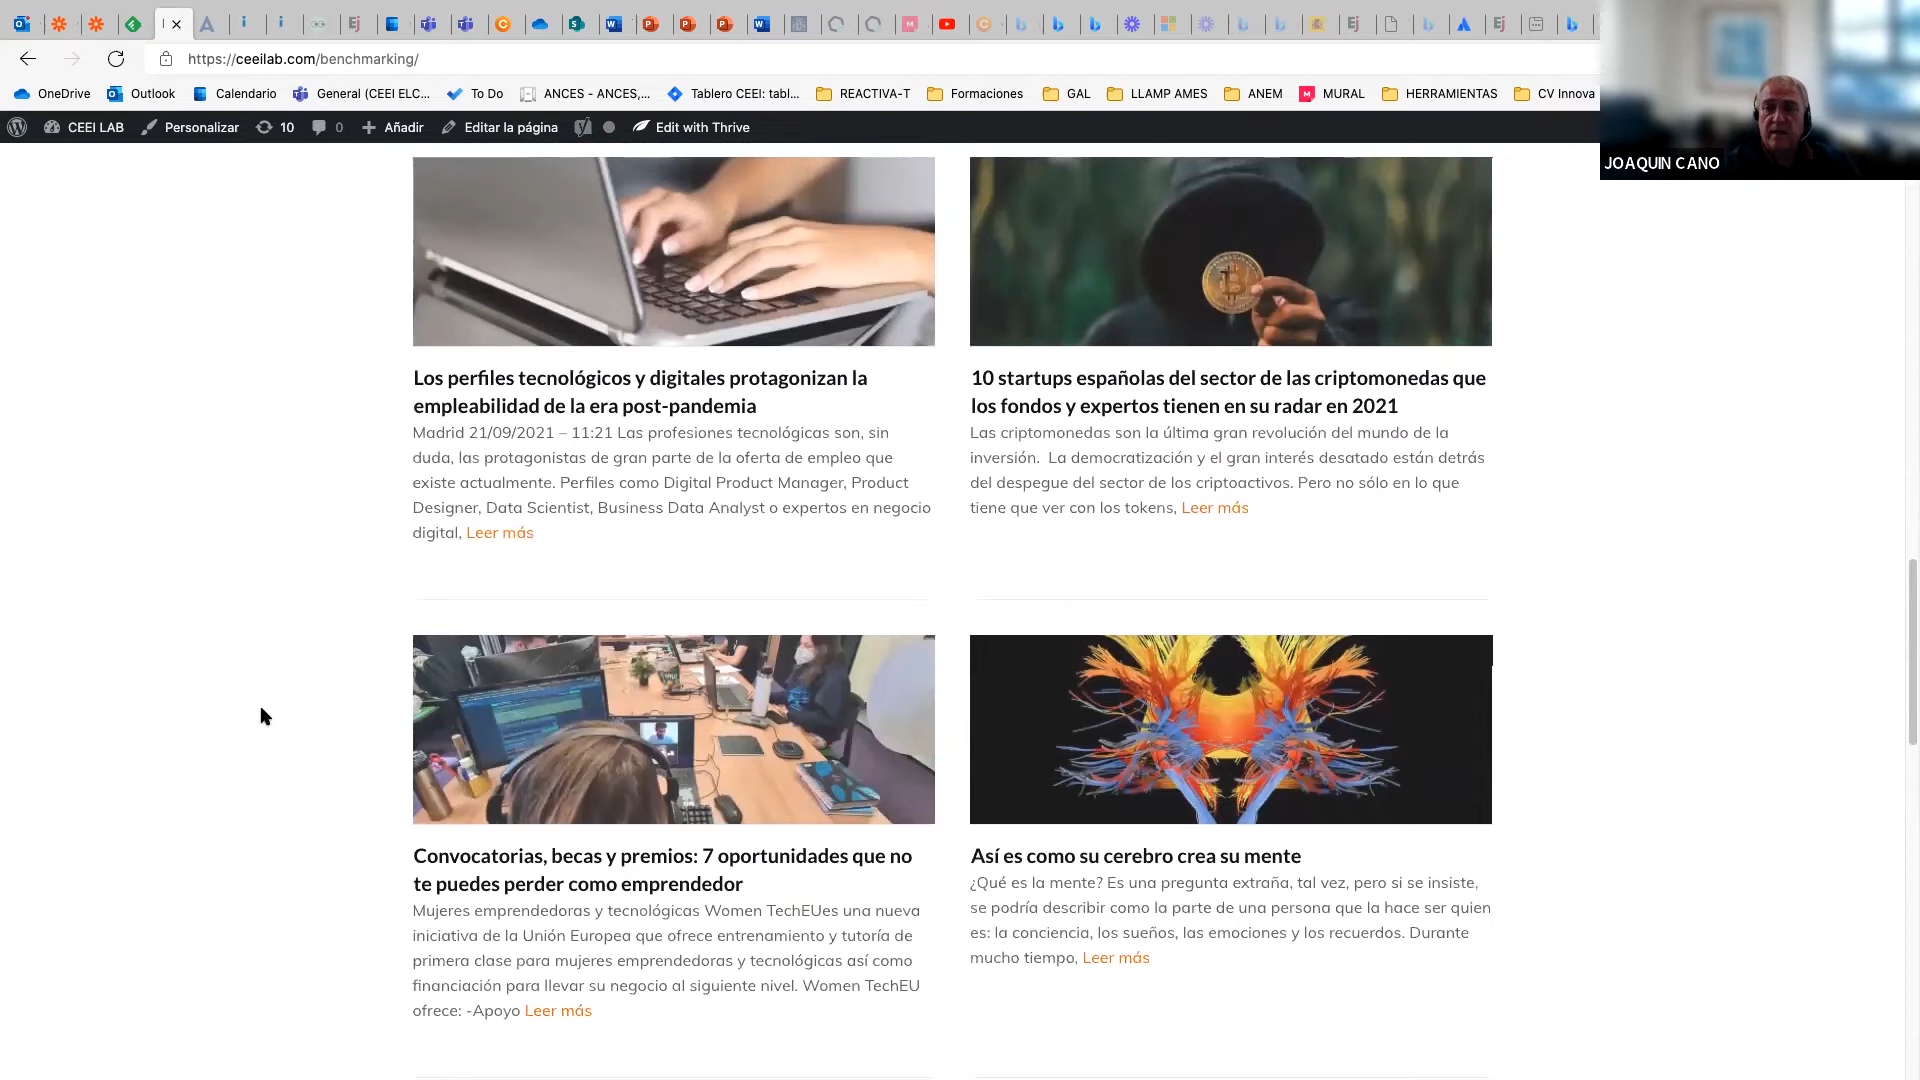 https://ceeilab.com/benchmarking/
OneDrive Outlook Calendario General (CEEI ELC... To Do ANCES - ANCES,... Tablero CEEI: tabl... REACTIVA-T Formaciones GAL LLAMP AMES ANEM MURAL HERRAMIENTAS CV Innova
CEEI LAB Personalizar 10 0 Añadir Editar la página Edit with Thrive
JOAQUIN CANO
Los perfiles tecnológicos y digitales protagonizan la
empleabilidad de la era post-pandemia
Madrid 21/09/2021 – 11:21 Las profesiones tecnológicas son, sin
duda, las protagonistas de gran parte de la oferta de empleo que
existe actualmente. Perfiles como Digital Product Manager, Product
Designer, Data Scientist, Business Data Analyst o expertos en negocio
digital, Leer más
10 startups españolas del sector de las criptomonedas que
los fondos y expertos tienen en su radar en 2021
Las criptomonedas son la última gran revolución del mundo de la
inversión. La democratización y el gran interés desatado están detrás
del despegue del sector de los criptoactivos. Pero no sólo en lo que
tiene que ver con los tokens, Leer más
Convocatorias, becas y premios: 7 oportunidades que no
te puedes perder como emprendedor
Mujeres emprendedoras y tecnológicas Women TechEUes una nueva
iniciativa de la Unión Europea que ofrece entrenamiento y tutoría de
primera clase para mujeres emprendedoras y tecnológicas así como
financiación para llevar su negocio al siguiente nivel. Women TechEU
ofrece: -Apoyo Leer más
Así es como su cerebro crea su mente
¿Qué es la mente? Es una pregunta extraña, tal vez, pero si se insiste,
se podría describir como la parte de una persona que la hace ser quien
es: la conciencia, los sueños, las emociones y los recuerdos. Durante
mucho tiempo, Leer más